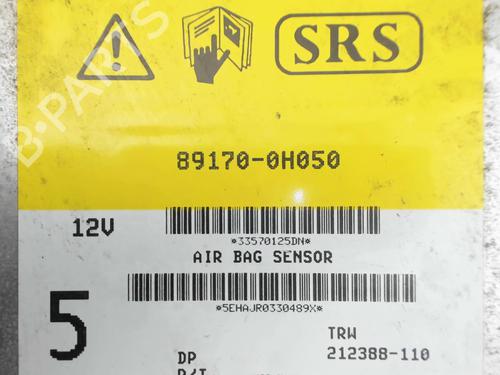 B-PARTS
SRS
89170-0H050
12V
*33570125DN*
AIR BAG SENSOR
5
*5EHAJR0330489X*
TRW
DP 212388-110
P/T